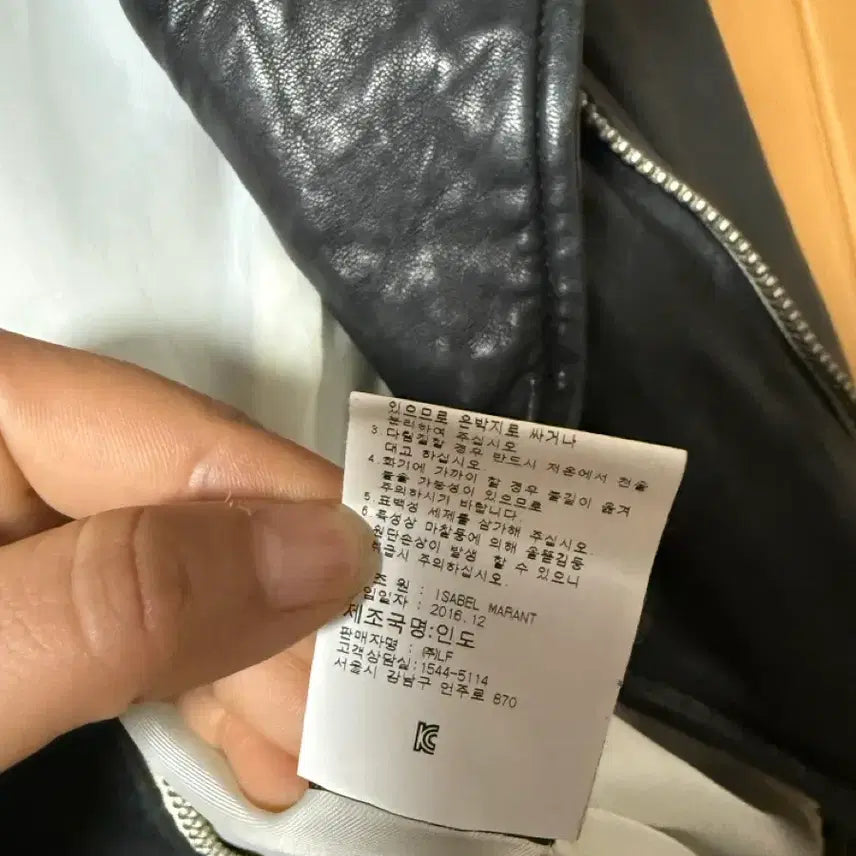 있으므로 은박지로 싸거나
분리하여 주십시오.
3. 다림질할 경우 반드시 저온에서 천을
대고 하십시오.
4. 화기에 가까이 할 경우 불길이 옮겨
붙을 가능성이 있으므로
주의하시기 바랍니다.
5. 표백성 세제를 삼가해 주십시오.
6. 특성상 마찰등에 의해 올뜯김등
원단손상이 발생 할 수 있으니
시 주의하십시오.
조 원 : ISABEL MARANT
입일자 : 2016.12
제조국명:인도
판매자명 : ㈜LF
고객상담실:1544-5114
서울시 강남구 언주로 870
KC